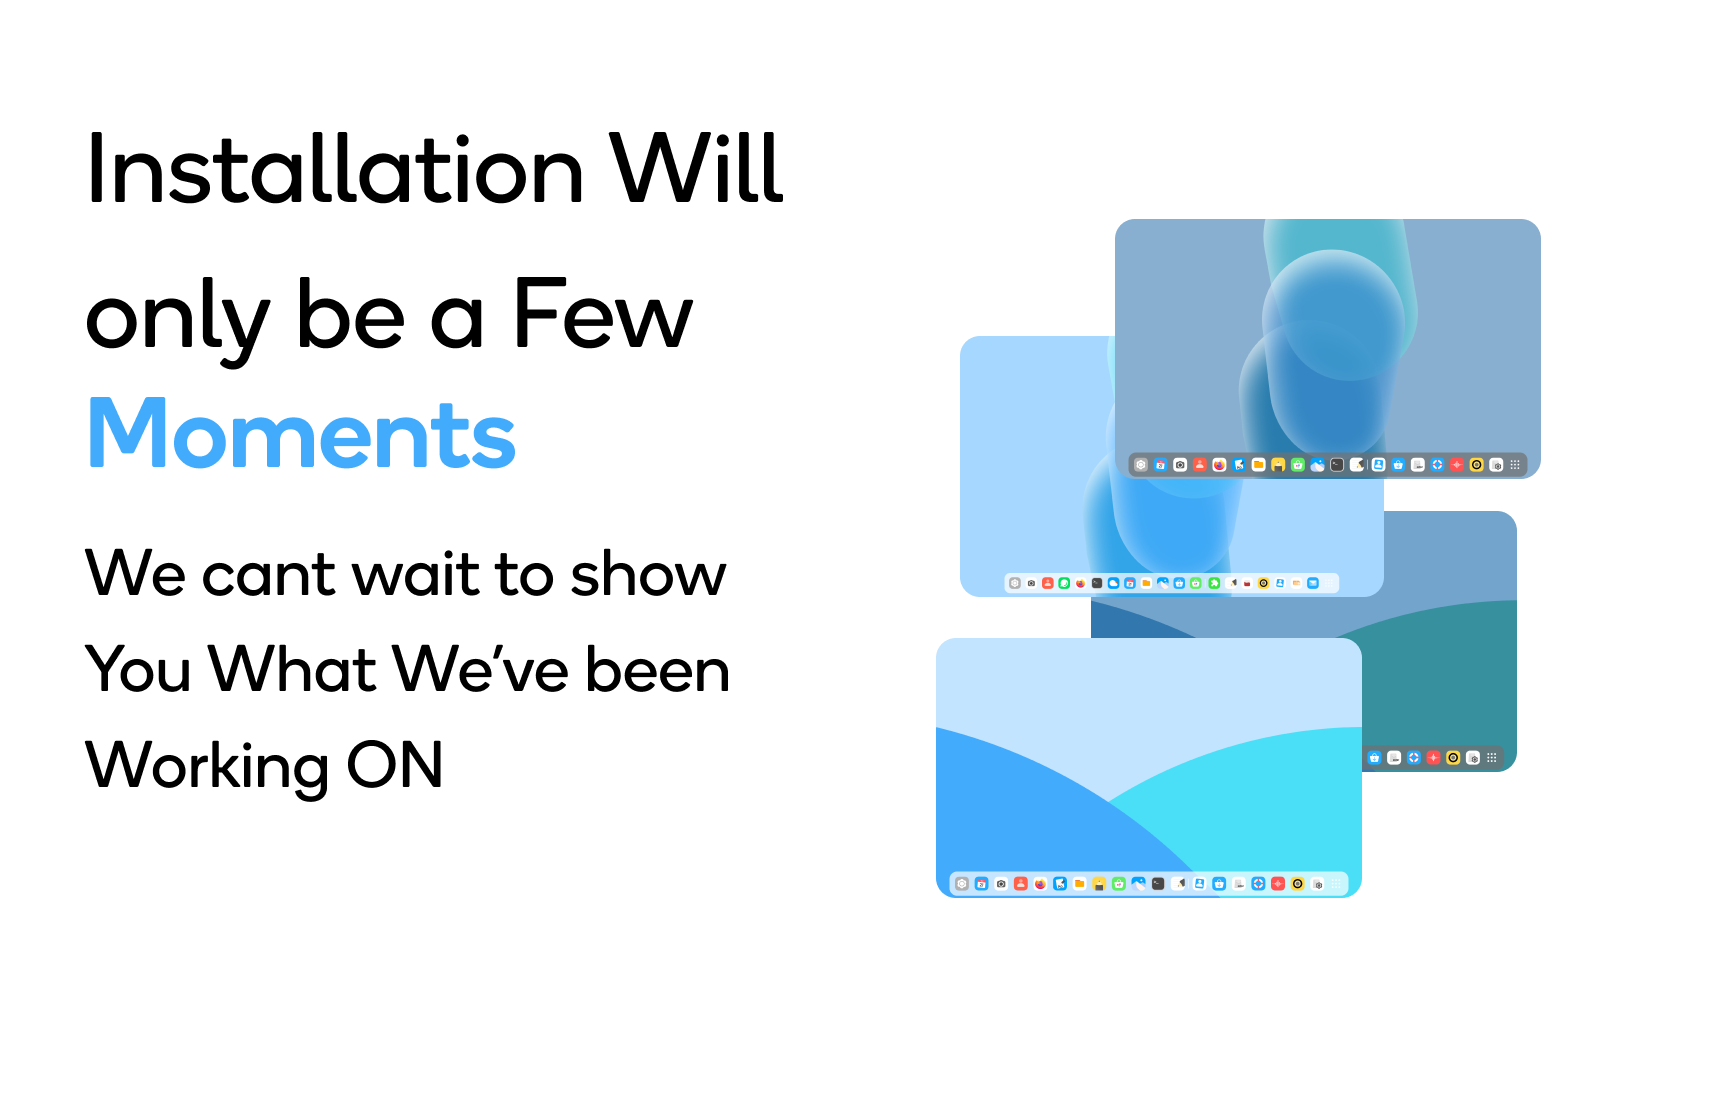 Installation Will
only be a Few
Moments
We cant wait to show
You What We’ve been
Working ON